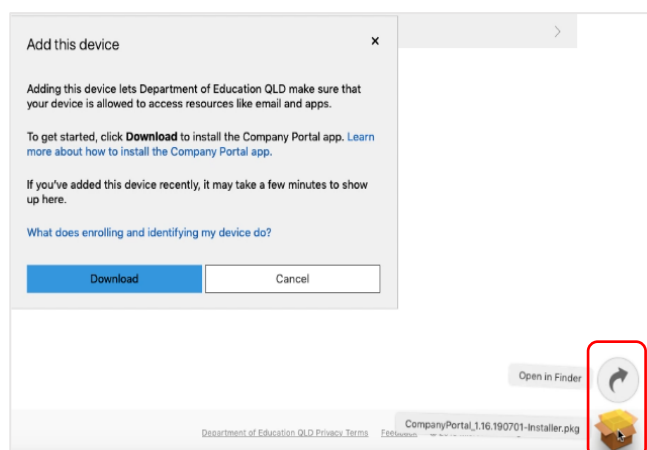 Add this device
Adding this device lets Department of Education QLD make sure that
your device is allowed to access resources like email and apps.
To get started, click Download to install the Company Portal app. Learn
more about how to install the Company Portal app.
If you've added this device recently, it may take a few minutes to show
up here.
What does enrolling and identifying my device do?
Download
Cancel
Open in Finder
CompanyPortal_1.16.190701-Installer.pkg
Department of Education QLD Privacy Terms